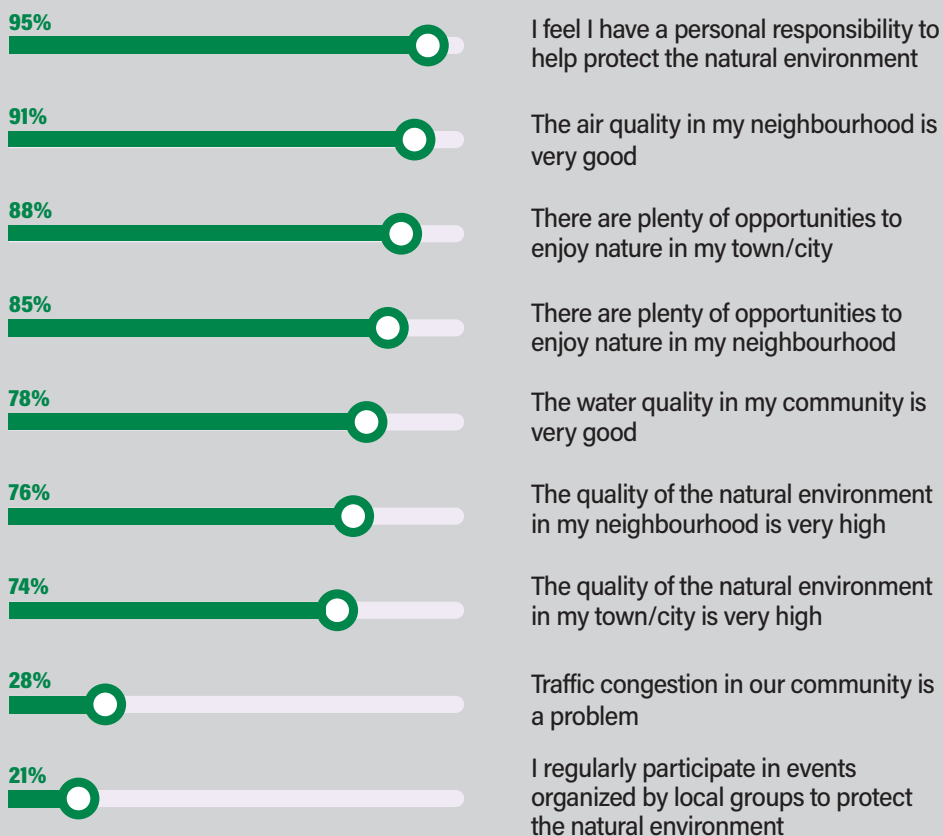 95%
I feel I have a personal responsibility to
help protect the natural environment
91%
The air quality in my neighbourhood is
very good
88%
There are plenty of opportunities to
enjoy nature in my town/city
85%
There are plenty of opportunities to
enjoy nature in my neighbourhood
78%
The water quality in my community is
very good
76%
The quality of the natural environment
in my neighbourhood is very high
74%
The quality of the natural environment
in my town/city is very high
28%
Traffic congestion in our community is
a problem
21%
I regularly participate in events
organized by local groups to protect
the natural environment